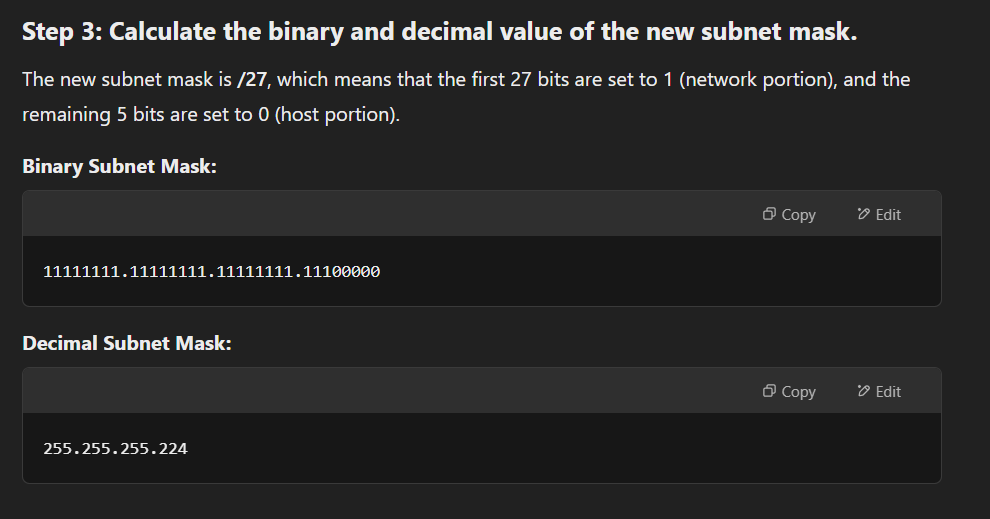 Step 3: Calculate the binary and decimal value of the new subnet mask.
The new subnet mask is /27, which means that the first 27 bits are set to 1 (network portion), and the
remaining 5 bits are set to 0 (host portion).
Binary Subnet Mask:
Copy Edit
11111111.11111111.11111111.11100000
Decimal Subnet Mask:
Copy Edit
255.255.255.224